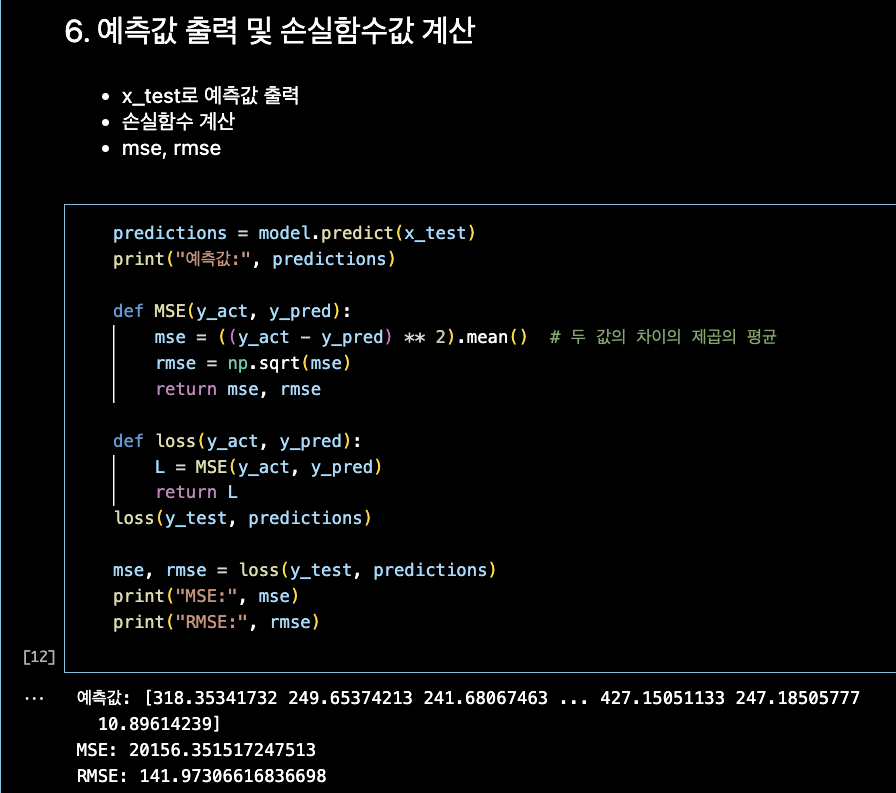 6. 예측값 출력 및 손실함수값 계산
• x_test로 예측값 출력
• 손실함수 계산
• mse, rmse
predictions = model.predict(x_test)
print("예측값:", predictions)
def MSE(y_act, y_pred):
mse = ((y_act - y_pred) ** 2).mean()  # 두 값의 차이의 제곱의 평균
rmse = np.sqrt(mse)
return mse, rmse
def loss(y_act, y_pred):
L = MSE(y_act, y_pred)
return L
loss(y_test, predictions)
mse, rmse = loss(y_test, predictions)
print("MSE:", mse)
print("RMSE:", rmse)
[12]
... 예측값: [318.35341732 249.65374213 241.68067463 ... 427.15051133 247.18505777
10.89614239]
MSE: 20156.351517247513
RMSE: 141.97306616836698